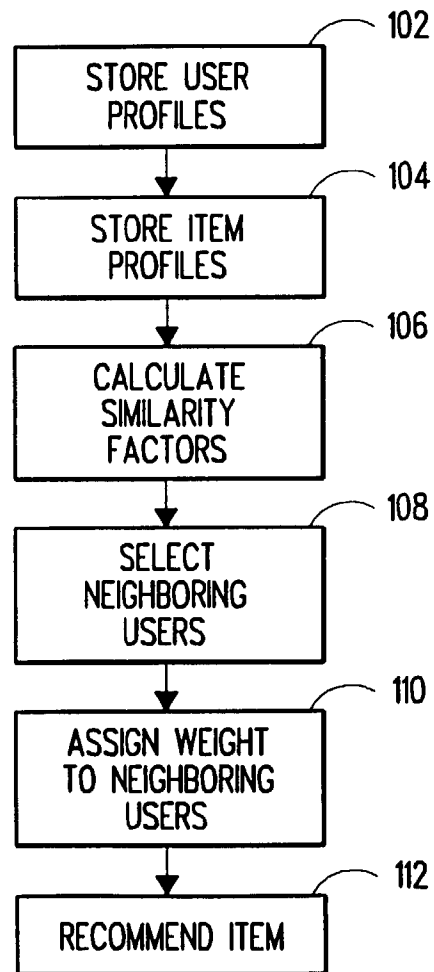 102
STORE USER
PROFILES
104
STORE ITEM
PROFILES
106
CALCULATE
SIMILARITY
FACTORS
108
SELECT
NEIGHBORING
USERS
110
ASSIGN WEIGHT
TO NEIGHBORING
USERS
112
RECOMMEND ITEM